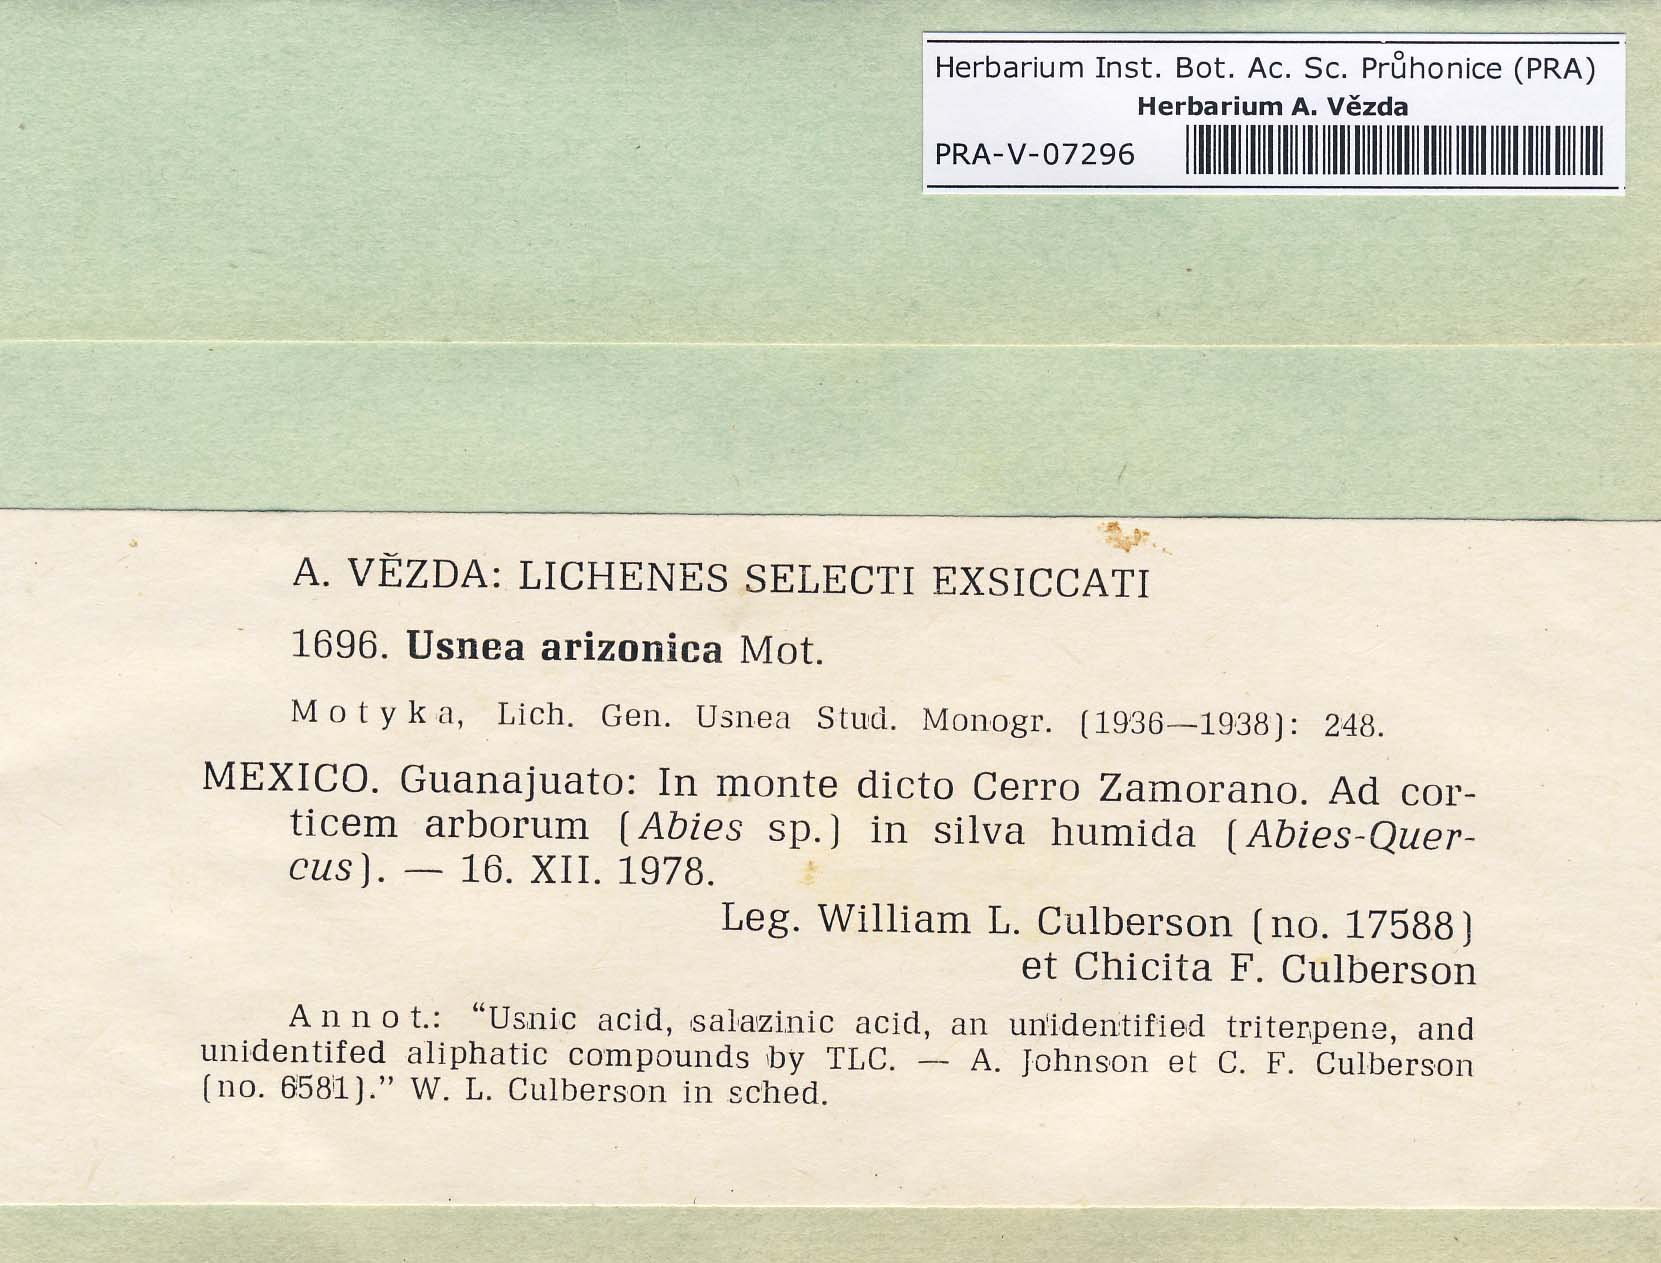 Herbarium Inst. Bot. Ac. Sc. Průhonice (PRA)
Herbarium A. Vězda
PRA-V-07296
A. VĚZDA: LICHENES SELECTI EXSICCATI
1696. Usnea arizonica Mot.
Motyka, Lich. Gen. Usnea Stud. Monogr. (1936—1938): 248.
MEXICO. Guanajuato: In monte dicto Cerro Zamorano. Ad cor-
ticem arborum (Abies sp.) in silva humida (Abies-Quer-
cus). — 16. XII. 1978.
Leg. William L. Culberson (no. 17588)
et Chicita F. Culberson
Annot.: “Usnic acid, salazinic acid, an unidentified triterpene, and
unidentifed aliphatic compounds by TLC. — A. Johnson et C. F. Culberson
(no. 6581).” W. L. Culberson in sched.